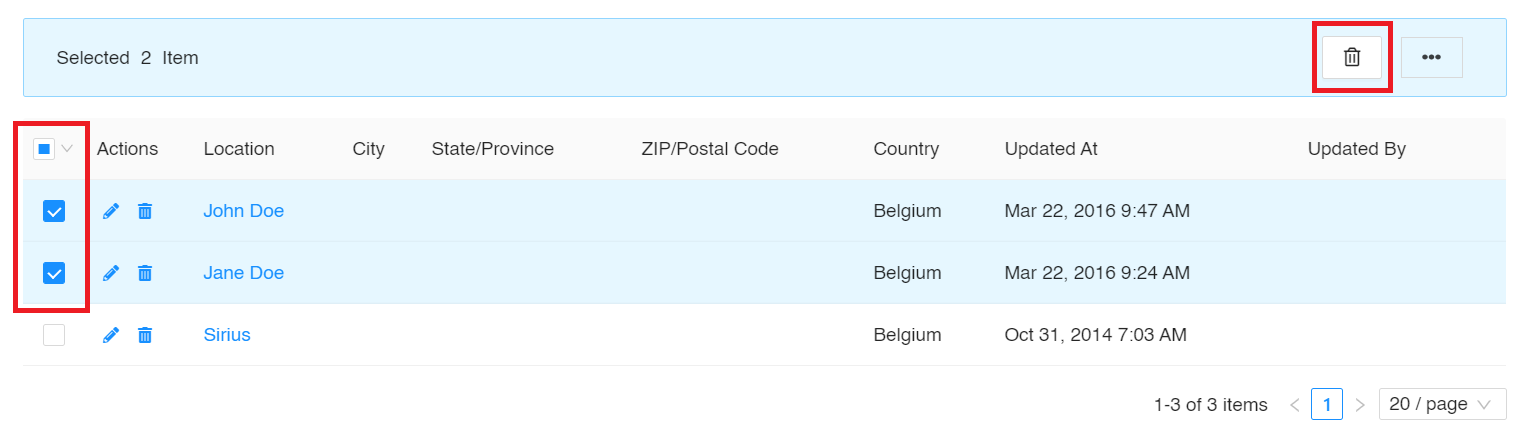 Selected 2 Item •••
Actions Location City State/Province ZIP/Postal Code Country Updated At Updated By
John Doe Belgium Mar 22, 2016 9:47 AM
Jane Doe Belgium Mar 22, 2016 9:24 AM
Sirius Belgium Oct 31, 2014 7:03 AM
1-3 of 3 items < 1 > 20 / page